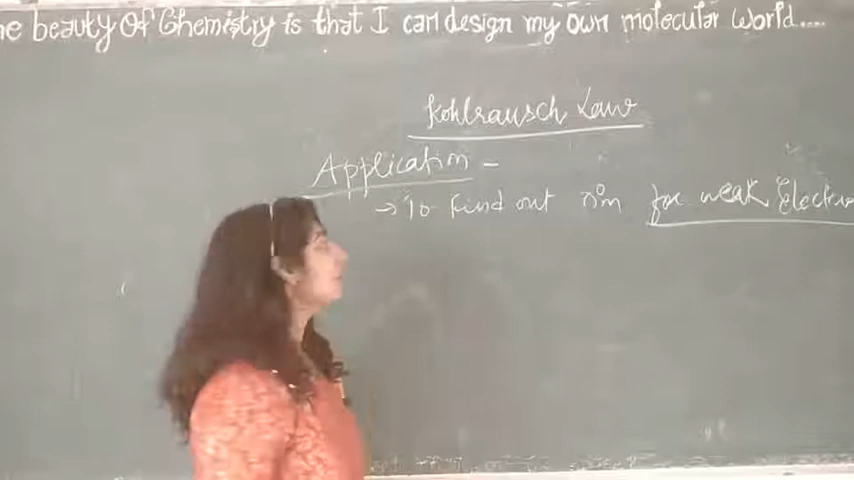 he beauty Of Chemistry is that I can design my own molecular world....
Kohlrausch Law
Application -
→ To Find out for weak Electro